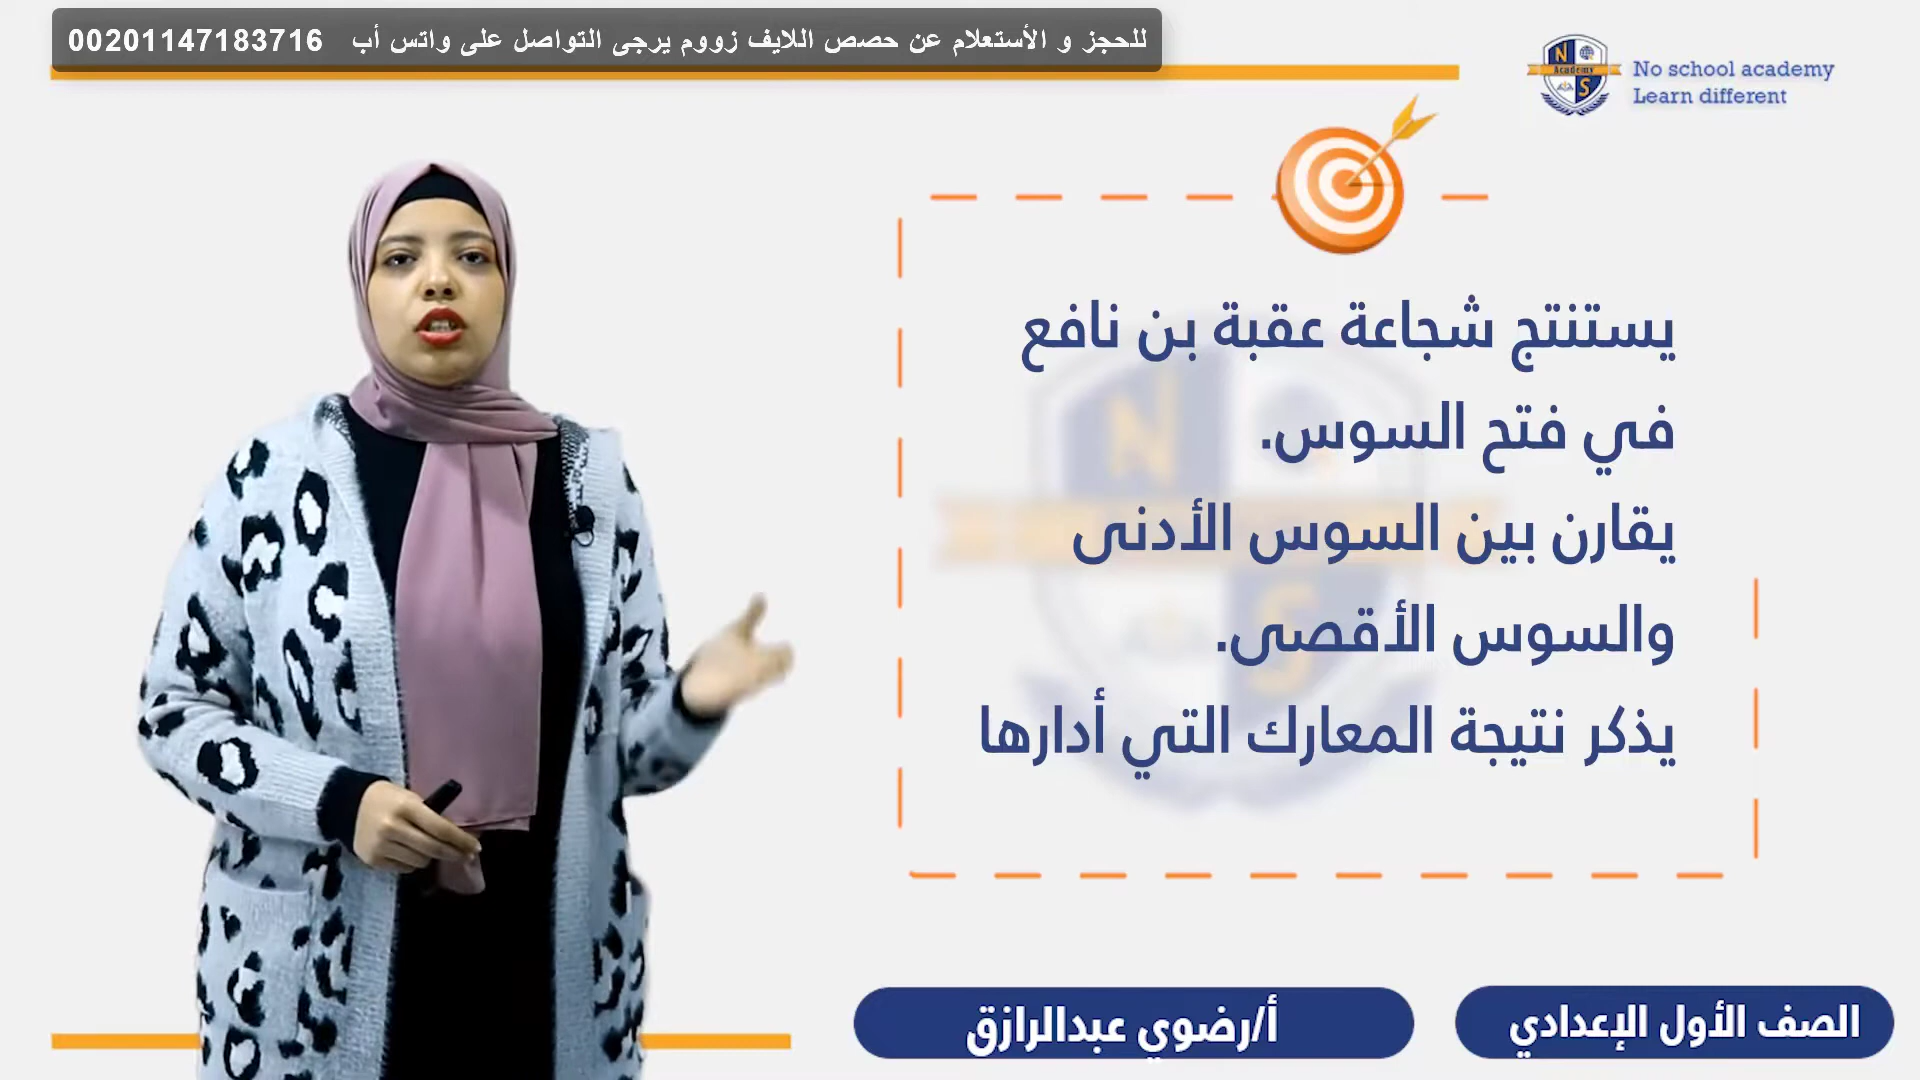 للحجز و الأستعلام عن حصص اللايف زووم يرجى التواصل على واتس أب 00201147183716
N
Academy
S
No school academy
Learn different
يستنتج شجاعة عقبة بن نافع
في فتح السوس.
يقارن بين السوس الأدنى
والسوس الأقصى.
يذكر نتيجة المعارك التي أدارها
الصف الأول الإعدادي
أ/رضوي عبدالرازق